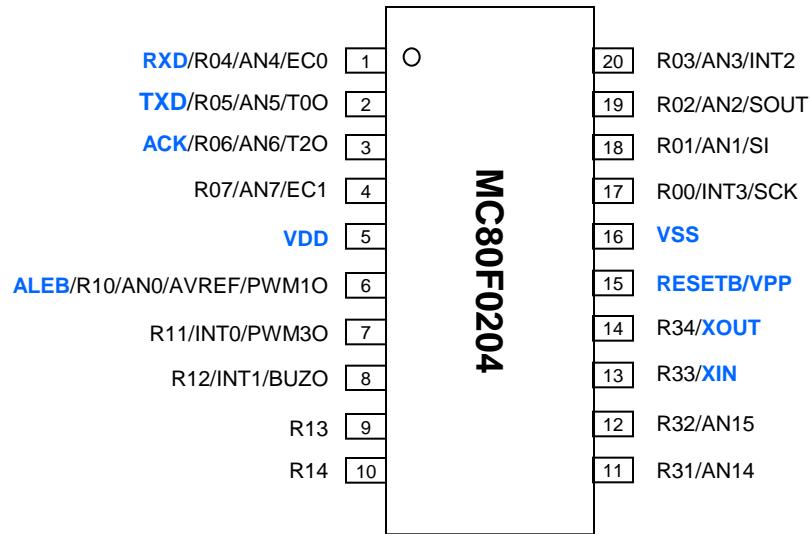 RXD/R04/AN4/EC0 1
TXD/R05/AN5/T0O 2
ACK/R06/AN6/T2O 3
R07/AN7/EC1 4
VDD 5
ALEB/R10/AN0/AVREF/PWM1O 6
R11/INT0/PWM3O 7
R12/INT1/BUZO 8
R13 9
R14 10
MC80F0204
20 R03/AN3/INT2
19 R02/AN2/SOUT
18 R01/AN1/SI
17 R00/INT3/SCK
16 VSS
15 RESETB/VPP
14 R34/XOUT
13 R33/XIN
12 R32/AN15
11 R31/AN14